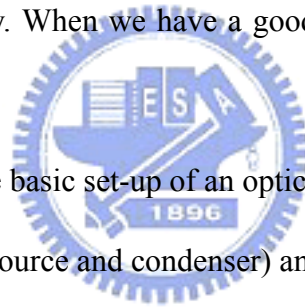 y. When we have a good
E S A
1896
e basic set-up of an optic
ource and condenser) an